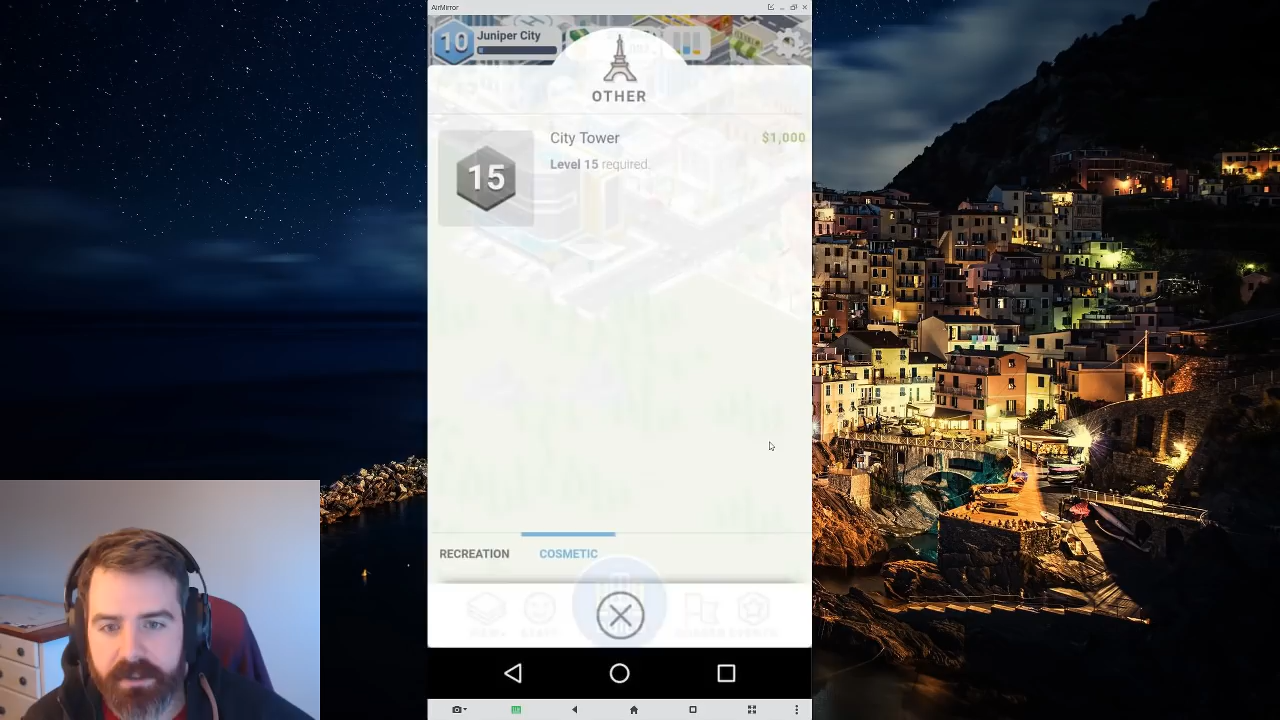 AirMirror
10
Juniper City
OTHER
City Tower
$1,000
15
Level 15 required.
RECREATION
COSMETIC